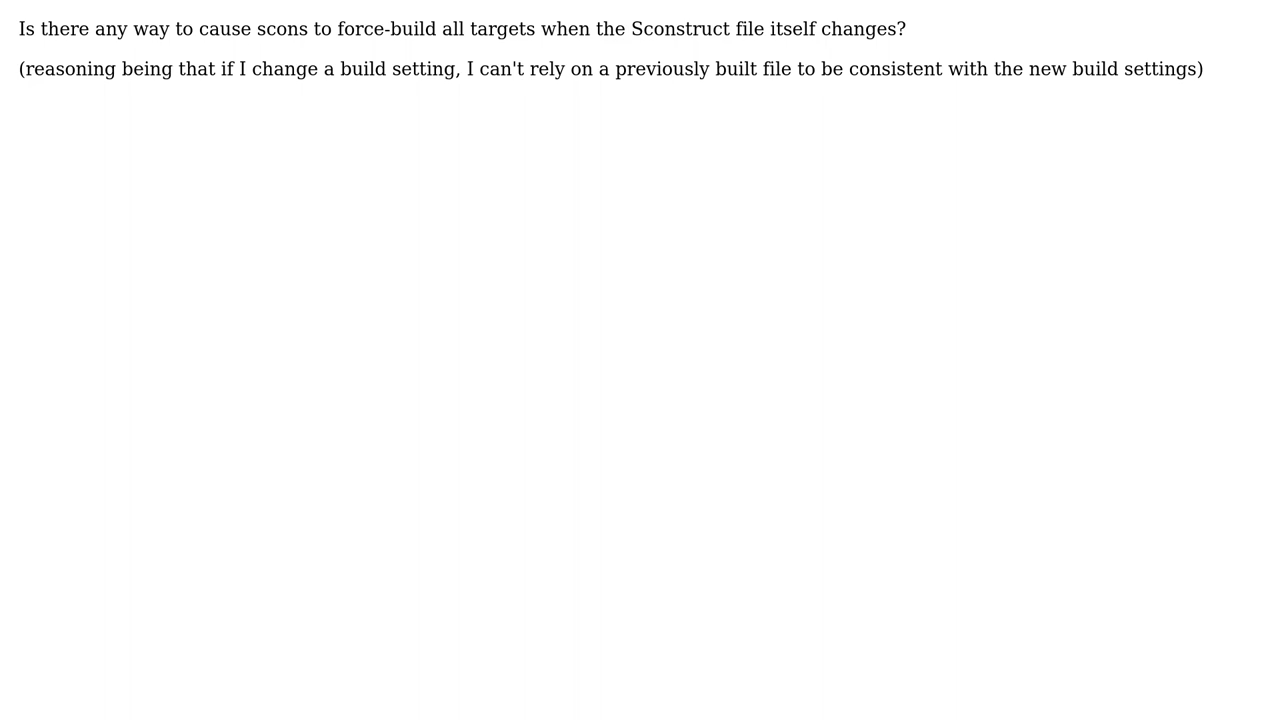 Is there any way to cause scons to force-build all targets when the Sconstruct file itself changes?
(reasoning being that if I change a build setting, I can't rely on a previously built file to be consistent with the new build settings)